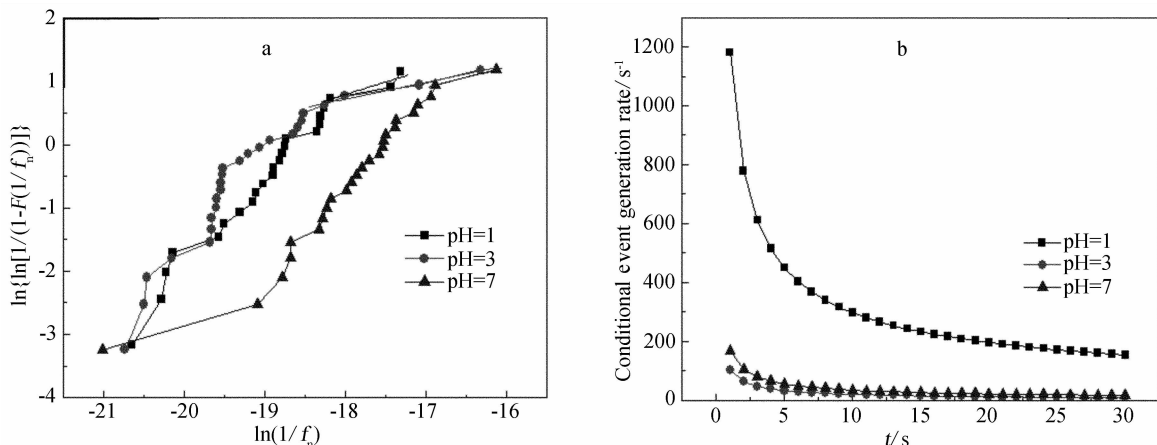 a
ln{ln[1/(1-F(1/fn))]}
2
1
0
-1
-2
-3
-4
pH=1
pH=3
pH=7
-21 -20 -19 -18 -17 -16
ln(1/fn)
b
Conditional event generation rate/s-1
1200
1000
800
600
400
200
0
pH=1
pH=3
pH=7
0 5 10 15 20 25 30
t/s